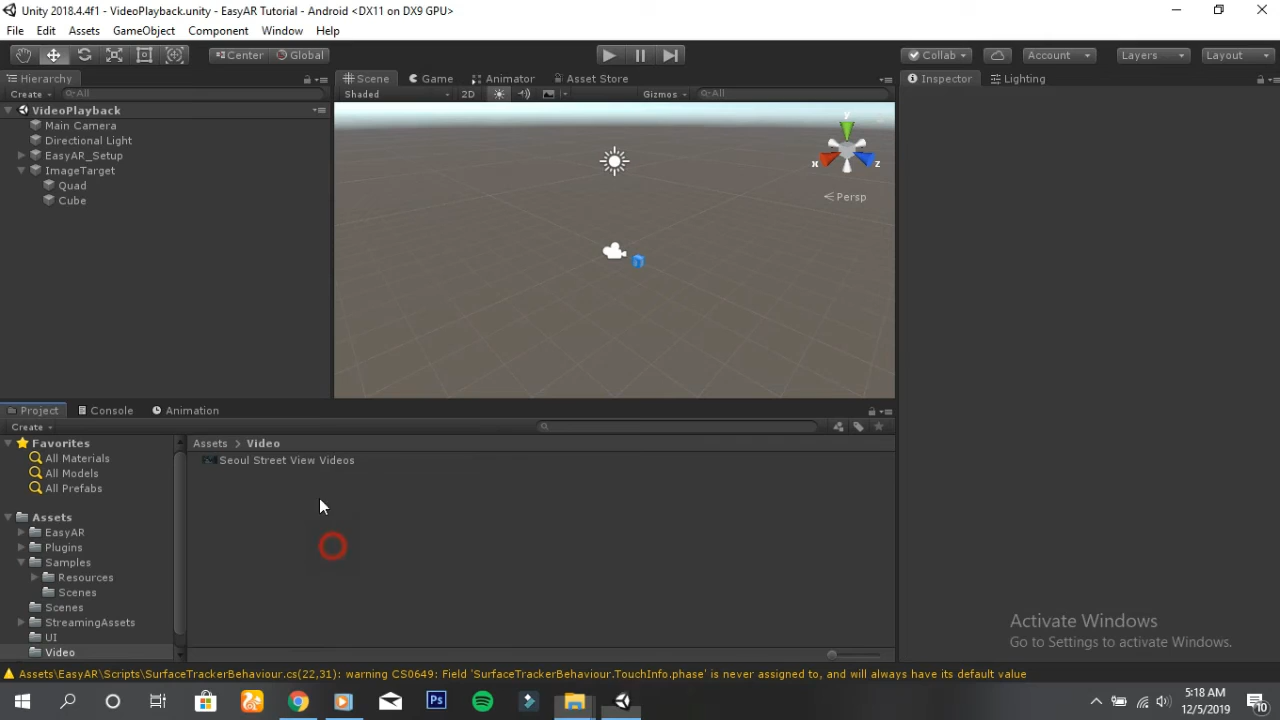 Unity 2018.4.4f1 - VideoPlayback.unity - EasyAR Tutorial - Android <DX11 on DX9 GPU>
File Edit Assets GameObject Component Window Help
Center Global Collab Account Layers Layout
Hierarchy Scene Game Animator Asset Store Inspector Lighting
Create All Shaded 2D Gizmos All
VideoPlayback
Main Camera
Directional Light
EasyAR_Setup
ImageTarget
Quad
Cube
y
x z
Persp
Project Console Animation
Create
Favorites Assets > Video
All Materials Seoul Street View Videos
All Models
All Prefabs
Assets
EasyAR
Plugins
Samples
Resources
Scenes
Scenes
StreamingAssets
UI
Video
Activate Windows
Go to Settings to activate Windows.
Assets\EasyAR\Scripts\SurfaceTrackerBehaviour.cs(22,31): warning CS0649: Field 'SurfaceTrackerBehaviour.TouchInfo.phase' is never assigned to, and will always have its default value
Ps
5:18 AM
12/5/2019
10